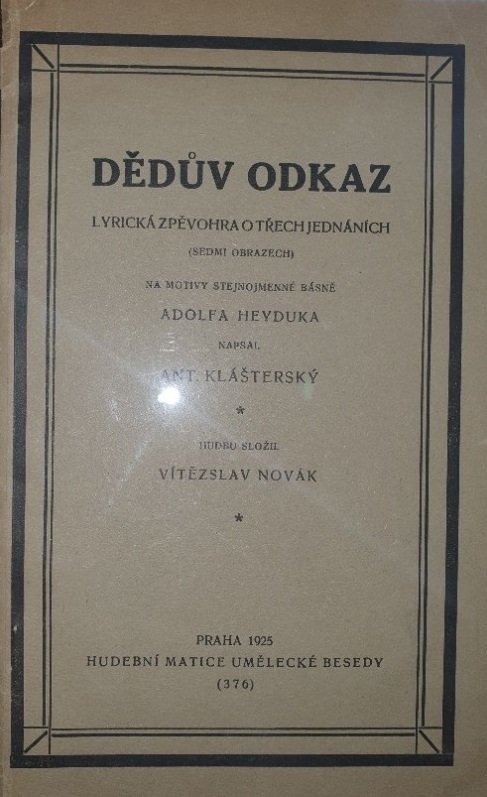 DĚDŮV ODKAZ
LYRICKÁ ZPĚVOHRA O TŘECH JEDNÁNÍCH
(SEDMI OBRAZECH)
NA MOTIVY STEJNOJMENNÉ BÁSNĚ
ADOLFA HEYDUKA
NAPSAL
ANT. KLÁŠTERSKÝ
*
HUDBU SLOŽIL
VÍTĚZSLAV NOVÁK
*
PRAHA 1925
HUDEBNÍ MATICE UMĚLECKÉ BESEDY
(376)